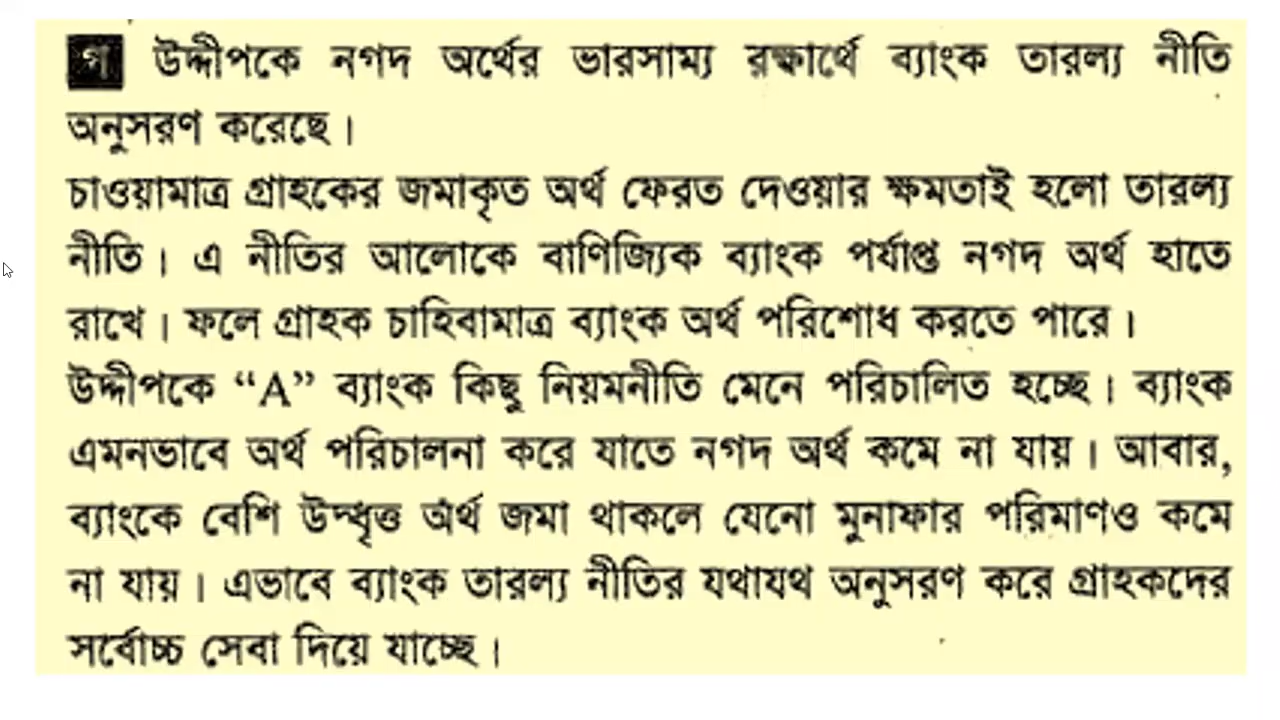 গ উদ্দীপকে নগদ অর্থের ভারসাম্য রক্ষার্থে ব্যাংক তারল্য নীতি
অনুসরণ করেছে।
চাওয়ামাত্র গ্রাহকের জমাকৃত অর্থ ফেরত দেওয়ার ক্ষমতাই হলো তারল্য
নীতি। এ নীতির আলোকে বাণিজ্যিক ব্যাংক পর্যাপ্ত নগদ অর্থ হাতে
রাখে। ফলে গ্রাহক চাহিবামাত্র ব্যাংক অর্থ পরিশোধ করতে পারে।
উদ্দীপকে “A” ব্যাংক কিছু নিয়মনীতি মেনে পরিচালিত হচ্ছে। ব্যাংক
এমনভাবে অর্থ পরিচালনা করে যাতে নগদ অর্থ কমে না যায়। আবার,
ব্যাংকে বেশি উদ্ধৃত্ত অর্থ জমা থাকলে যেনো মুনাফার পরিমাণও কমে
না যায়। এভাবে ব্যাংক তারল্য নীতির যথাযথ অনুসরণ করে গ্রাহকদের
সর্বোচ্চ সেবা দিয়ে যাচ্ছে।